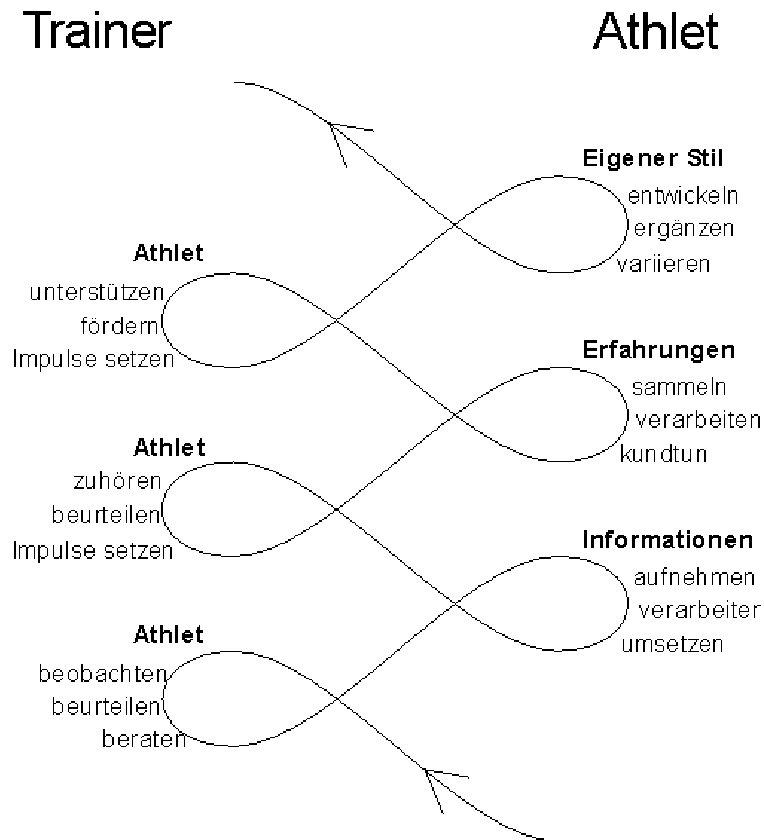 Trainer
Athlet
Eigener Stil
entwickeln
ergänzen
variieren
Athlet
unterstützen
fördern
Impulse setzen
Erfahrungen
sammeln
verarbeiten
kundtun
Athlet
zuhören
beurteilen
Impulse setzen
Informationen
aufnehmen
verarbeiter
umsetzen
Athlet
beobachten
beurteilen
beraten